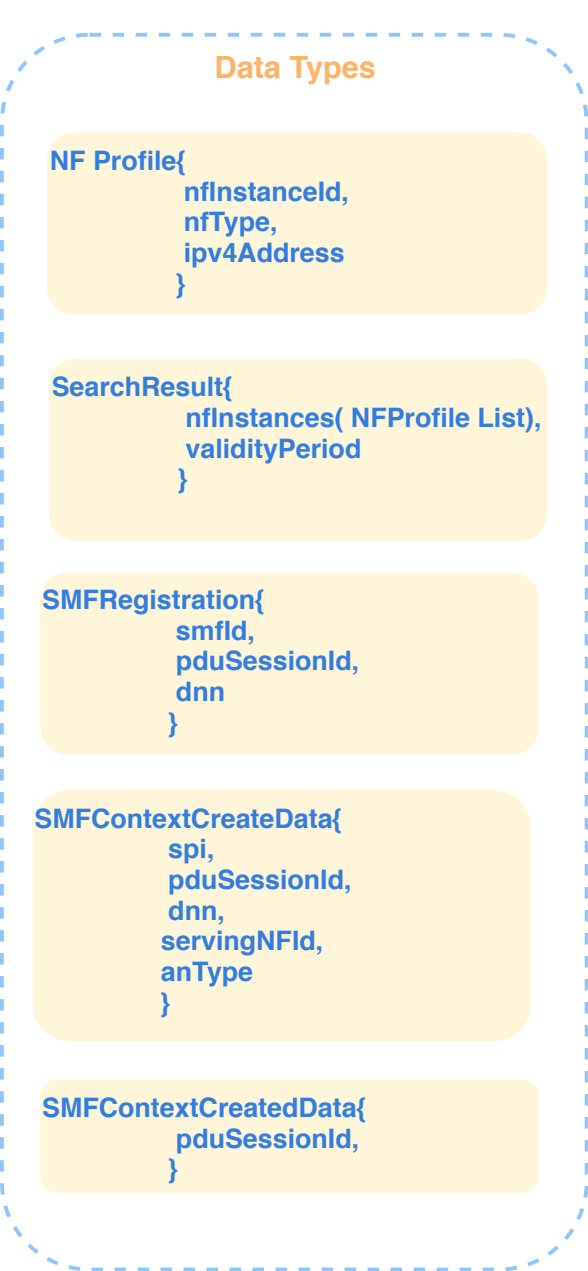 Data Types
NF Profile{
nfInstanceId,
nfType,
ipv4Address
}
SearchResult{
nfInstances( NFProfile List),
validityPeriod
}
SMFRegistration{
smfId,
pduSessionId,
dnn
}
SMFContextCreateData{
spi,
pduSessionId,
dnn,
servingNFId,
anType
}
SMFContextCreatedData{
pduSessionId,
}